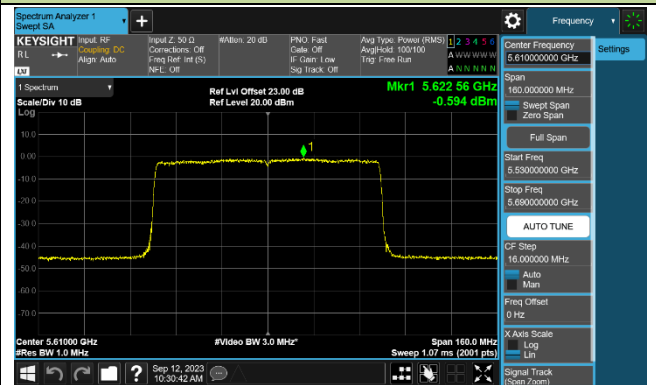 Spectrum Analyzer 1
Swept SA
Frequency
KEYSIGHT
RL
LXI
Input: RF
Coupling: DC
Align: Auto
Input Z: 50 Ω
Corrections: Off
Freq Ref: Int (S)
NFE: Off
#Atten: 20 dB
PNO: Fast
Gate: Off
IF Gain: Low
Sig Track: Off
Avg Type: Power (RMS)
Avg|Hold: 100/100
Trig: Free Run
1 2 3 4 5 6
A W W W W W
A N N N N N
1 Spectrum
Scale/Div 10 dB
Log
Ref Lvl Offset 23.00 dB
Ref Level 20.00 dBm
Mkr1 5.622 56 GHz
-0.594 dBm
10.0
0.00
-10.0
-20.0
-30.0
-40.0
-50.0
-60.0
-70.0
1
Center 5.61000 GHz
#Res BW 1.0 MHz
#Video BW 3.0 MHz*
Span 160.0 MHz
Sweep 1.07 ms (2001 pts)
Sep 12, 2023
10:30:42 AM
Center Frequency
5.610000000 GHz
Settings
Span
160.000000 MHz
Swept Span
Zero Span
Full Span
Start Freq
5.530000000 GHz
Stop Freq
5.690000000 GHz
AUTO TUNE
CF Step
16.000000 MHz
Auto
Man
Freq Offset
0 Hz
X Axis Scale
Log
Lin
Signal Track
(Span Zoom)